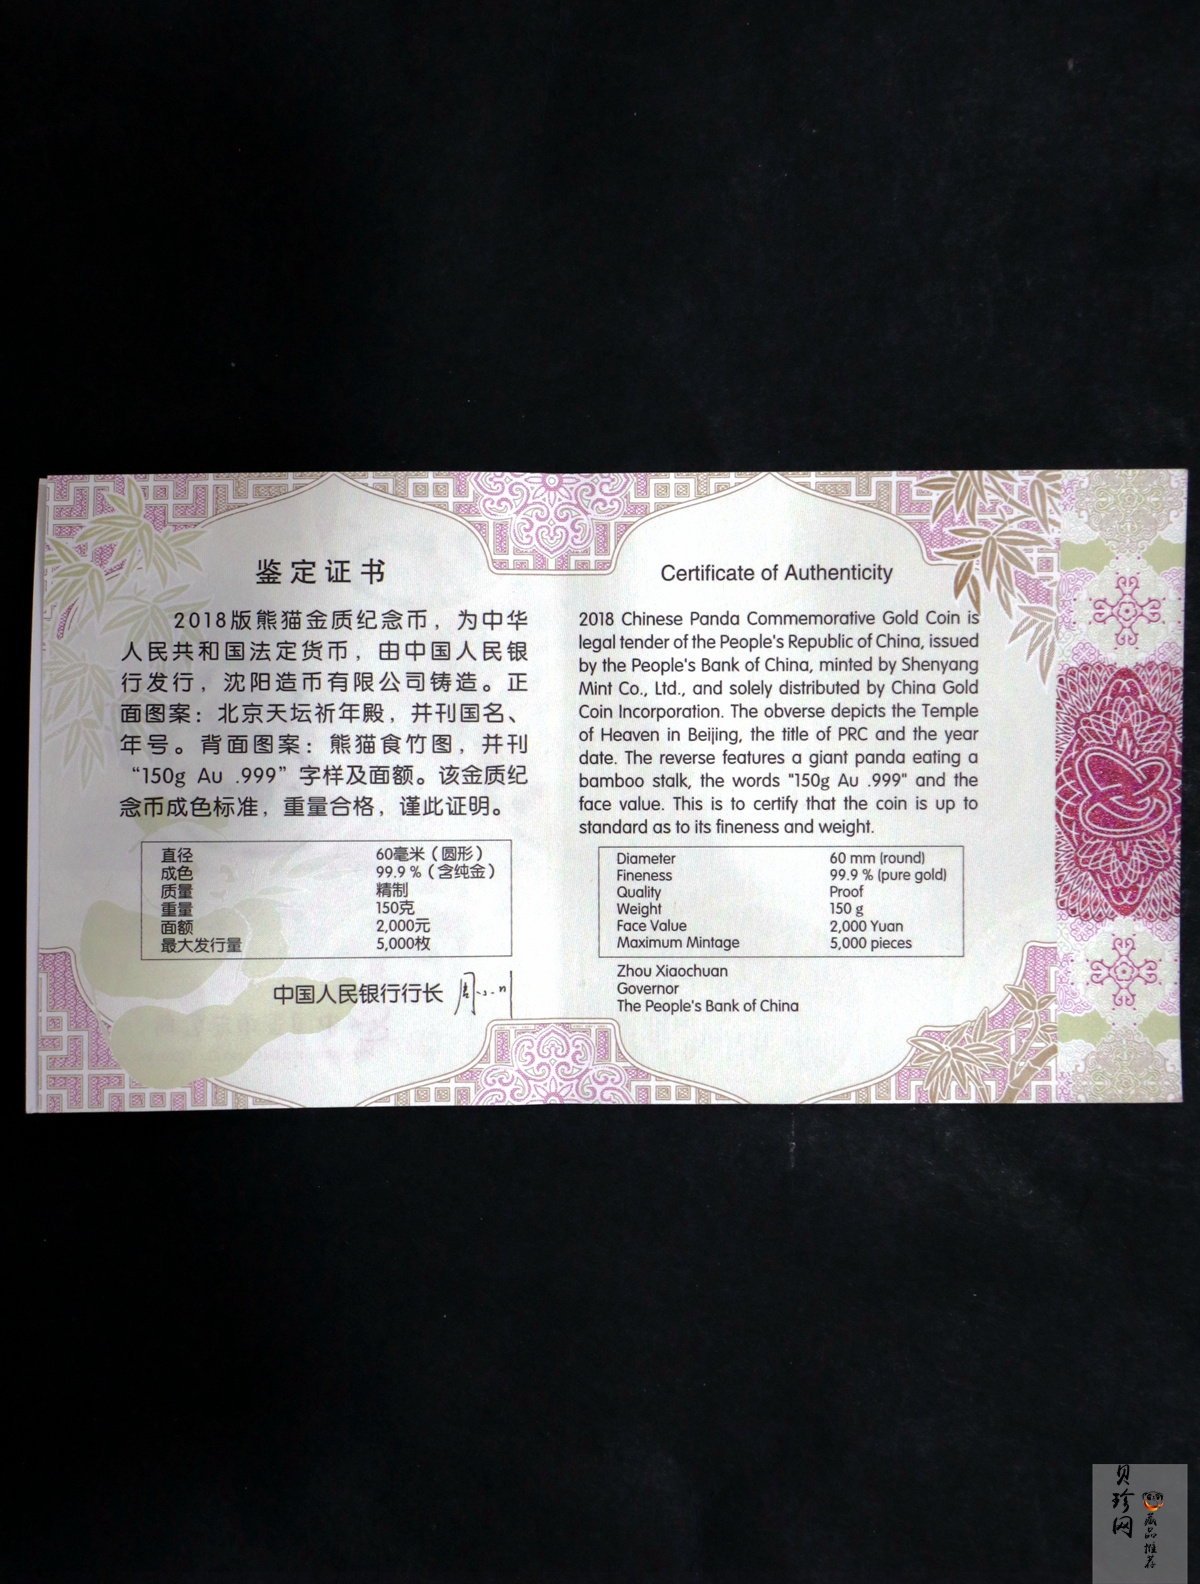 鉴定证书
2018版熊猫金质纪念币，为中华
人民共和国法定货币，由中国人民银
行发行，沈阳造币有限公司铸造。正
面图案：北京天坛祈年殿，并刊国名、
年号。背面图案：熊猫食竹图，并刊
“150g Au .999”字样及面额。该金质纪
念币成色标准，重量合格，谨此证明。
直径 60毫米（圆形）
成色 99.9 %（含纯金）
质量 精制
重量 150克
面额 2,000元
最大发行量 5,000枚
中国人民银行行长
Certificate of Authenticity
2018 Chinese Panda Commemorative Gold Coin is
legal tender of the People's Republic of China, issued
by the People's Bank of China, minted by Shenyang
Mint Co., Ltd., and solely distributed by China Gold
Coin Incorporation. The obverse depicts the Temple
of Heaven in Beijing, the title of PRC and the year
date. The reverse features a giant panda eating a
bamboo stalk, the words "150g Au .999" and the
face value. This is to certify that the coin is up to
standard as to its fineness and weight.
Diameter 60 mm (round)
Fineness 99.9 % (pure gold)
Quality Proof
Weight 150 g
Face Value 2,000 Yuan
Maximum Mintage 5,000 pieces
Zhou Xiaochuan
Governor
The People's Bank of China
贝珍网
藏品推荐